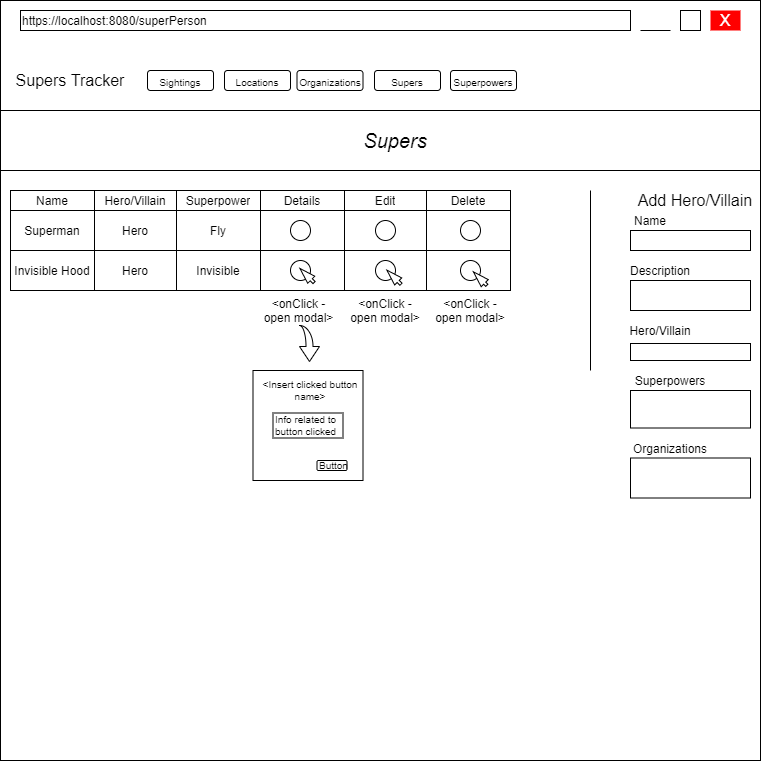 https://localhost:8080/superPerson
X
Supers Tracker
Sightings
Locations
Organizations
Supers
Superpowers
Supers
Name Hero/Villain Superpower Details Edit Delete
Superman Hero Fly
Invisible Hood Hero Invisible
<onClick -
open modal>
<onClick -
open modal>
<onClick -
open modal>
<Insert clicked button
name>
Info related to
button clicked
Button
Add Hero/Villain
Name
Description
Hero/Villain
Superpowers
Organizations